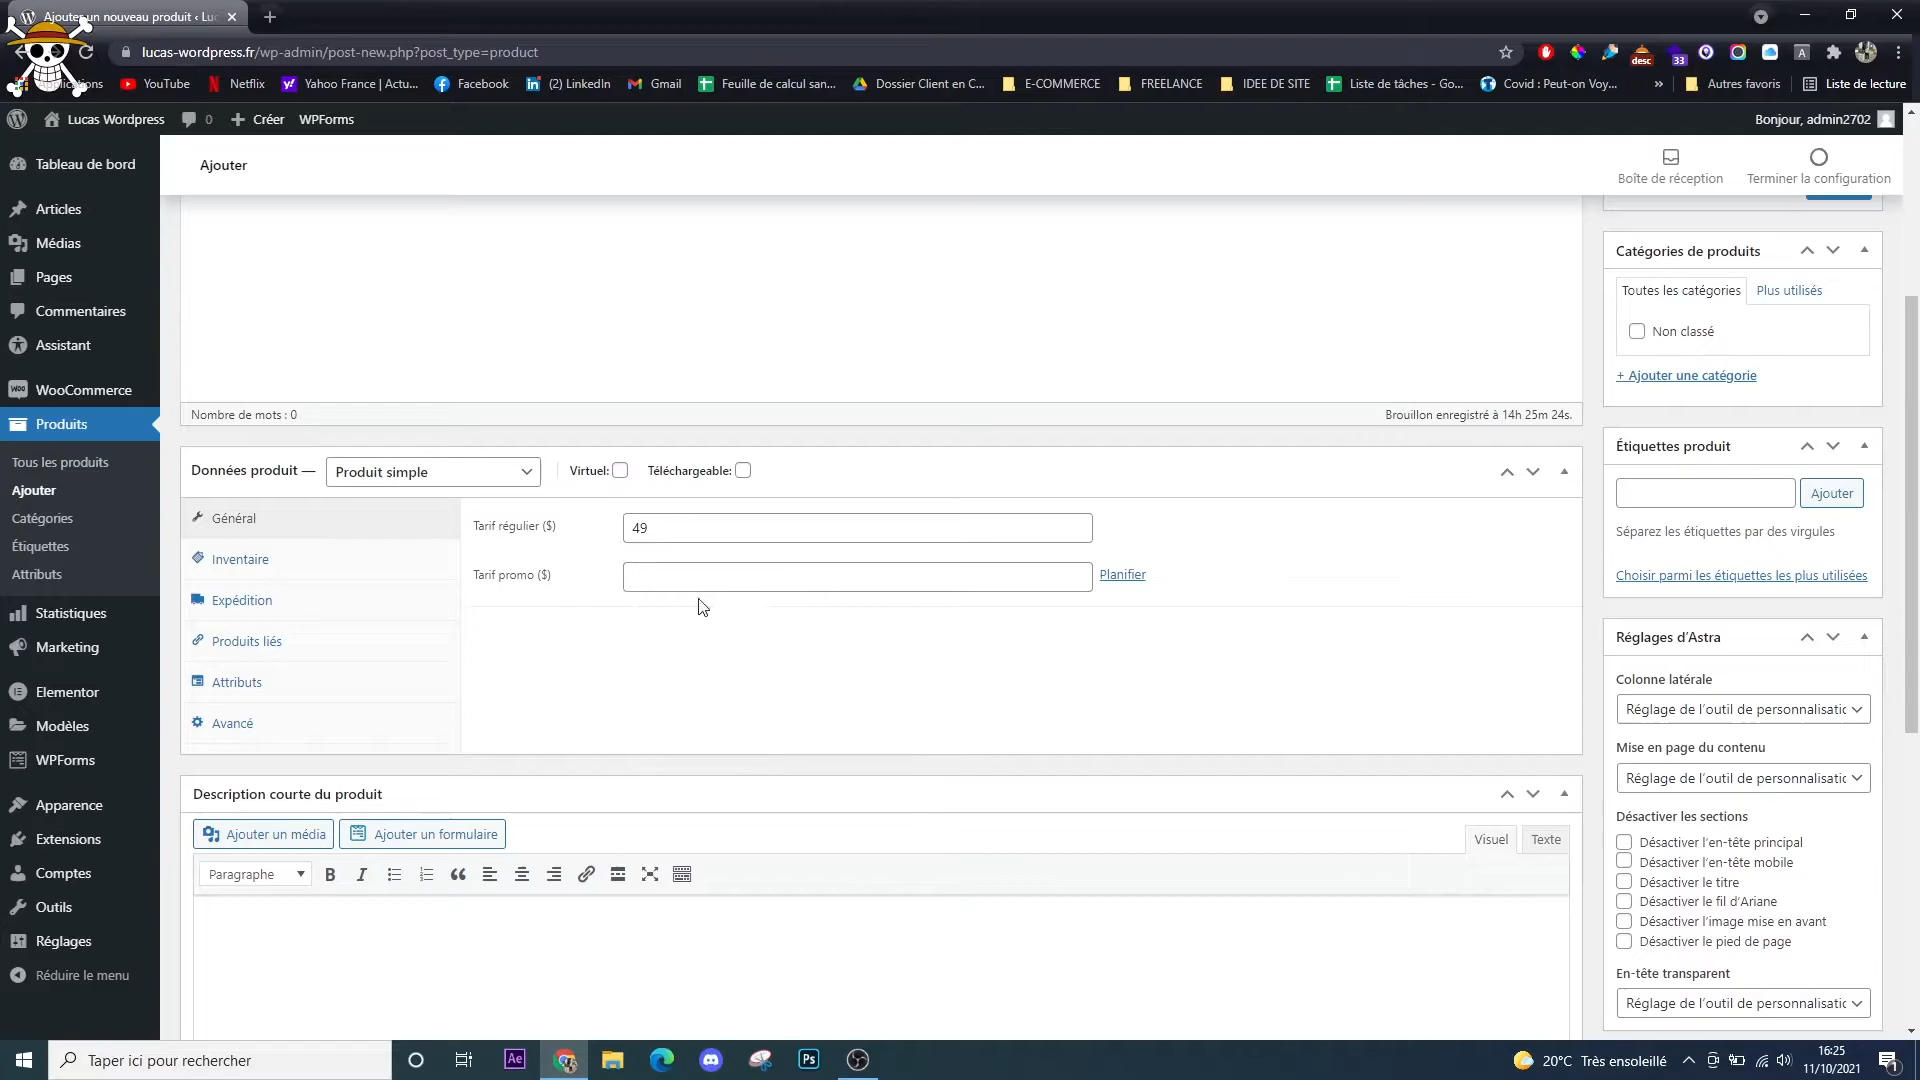 Ajouter un nouveau produit ‹ Lu
lucas-wordpress.fr/wp-admin/post-new.php?post_type=product
desc
33
A
Applications
YouTube
Netflix
Yahoo France | Actu...
Facebook
(2) LinkedIn
Gmail
Feuille de calcul san...
Dossier Client en C...
E-COMMERCE
FREELANCE
IDEE DE SITE
Liste de tâches - Go...
Covid : Peut-on Voy...
»
Autres favoris
Liste de lecture
Lucas Wordpress
0
Créer
WPForms
Bonjour, admin2702
Tableau de bord
Articles
Médias
Pages
Commentaires
Assistant
WooCommerce
Produits
Tous les produits
Ajouter
Catégories
Étiquettes
Attributs
Statistiques
Marketing
Elementor
Modèles
WPForms
Apparence
Extensions
Comptes
Outils
Réglages
Réduire le menu
Ajouter
Boîte de réception
Terminer la configuration
Nombre de mots : 0
Brouillon enregistré à 14h 25m 24s.
Données produit —
Produit simple
Virtuel:
Téléchargeable:
Général
Inventaire
Expédition
Produits liés
Attributs
Avancé
Tarif régulier ($)
49
Tarif promo ($)
Planifier
Description courte du produit
Ajouter un média
Ajouter un formulaire
Visuel
Texte
Paragraphe
B
I
Catégories de produits
Toutes les catégories
Plus utilisés
Non classé
+ Ajouter une catégorie
Étiquettes produit
Ajouter
Séparez les étiquettes par des virgules
Choisir parmi les étiquettes les plus utilisées
Réglages d’Astra
Colonne latérale
Réglage de l’outil de personnalisatic
Mise en page du contenu
Réglage de l’outil de personnalisatic
Désactiver les sections
Désactiver l’en-tête principal
Désactiver l’en-tête mobile
Désactiver le titre
Désactiver le fil d’Ariane
Désactiver l’image mise en avant
Désactiver le pied de page
En-tête transparent
Réglage de l’outil de personnalisatic
Taper ici pour rechercher
Ae
Ps
20°C Très ensoleillé
16:25
11/10/2021
1